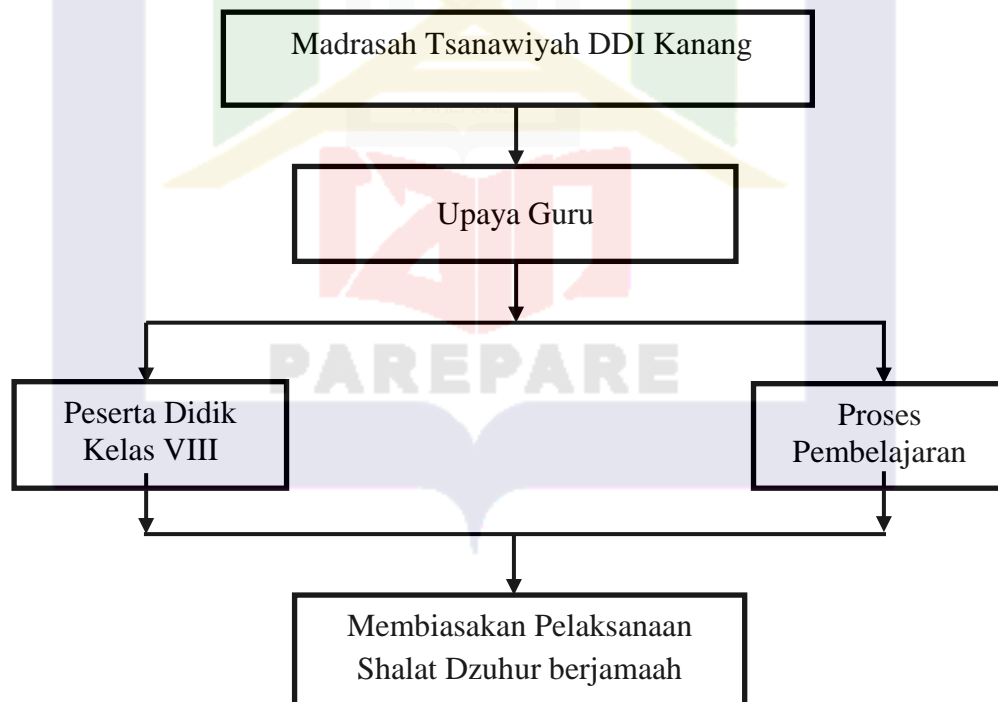 Madrasah Tsanawiyah DDI Kanang
Upaya Guru
PAREPARE
Peserta Didik
Kelas VIII
Proses
Pembelajaran
Membiasakan Pelaksanaan
Shalat Dzuhur berjamaah